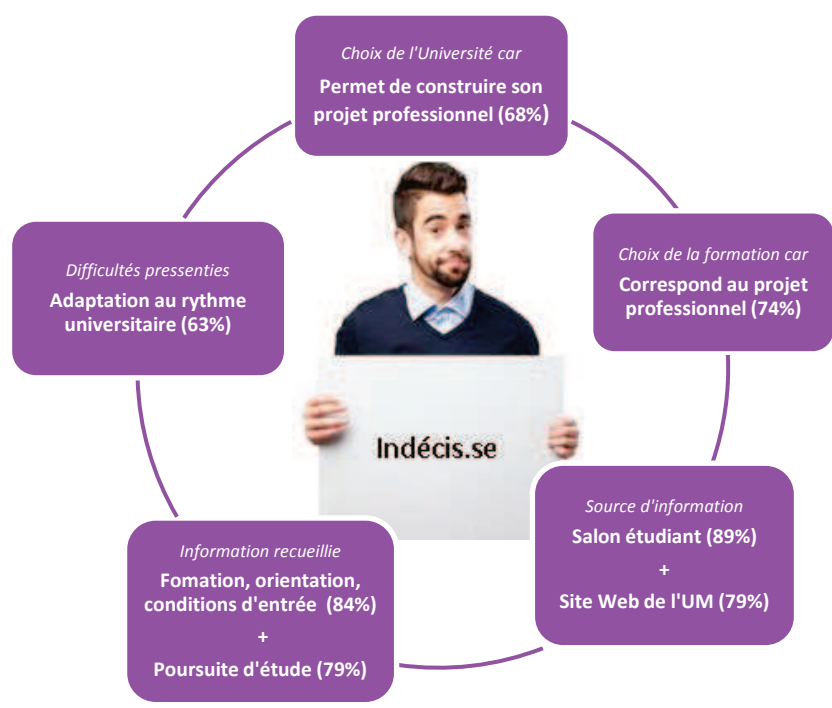 Choix de l'Université car
Permet de construire son
projet professionnel (68%)
Choix de la formation car
Correspond au projet
professionnel (74%)
Source d'information
Salon étudiant (89%)
+
Site Web de l'UM (79%)
Information recueillie
Fomation, orientation,
conditions d'entrée (84%)
+
Poursuite d'étude (79%)
Difficultés pressenties
Adaptation au rythme
universitaire (63%)
Indécis.se